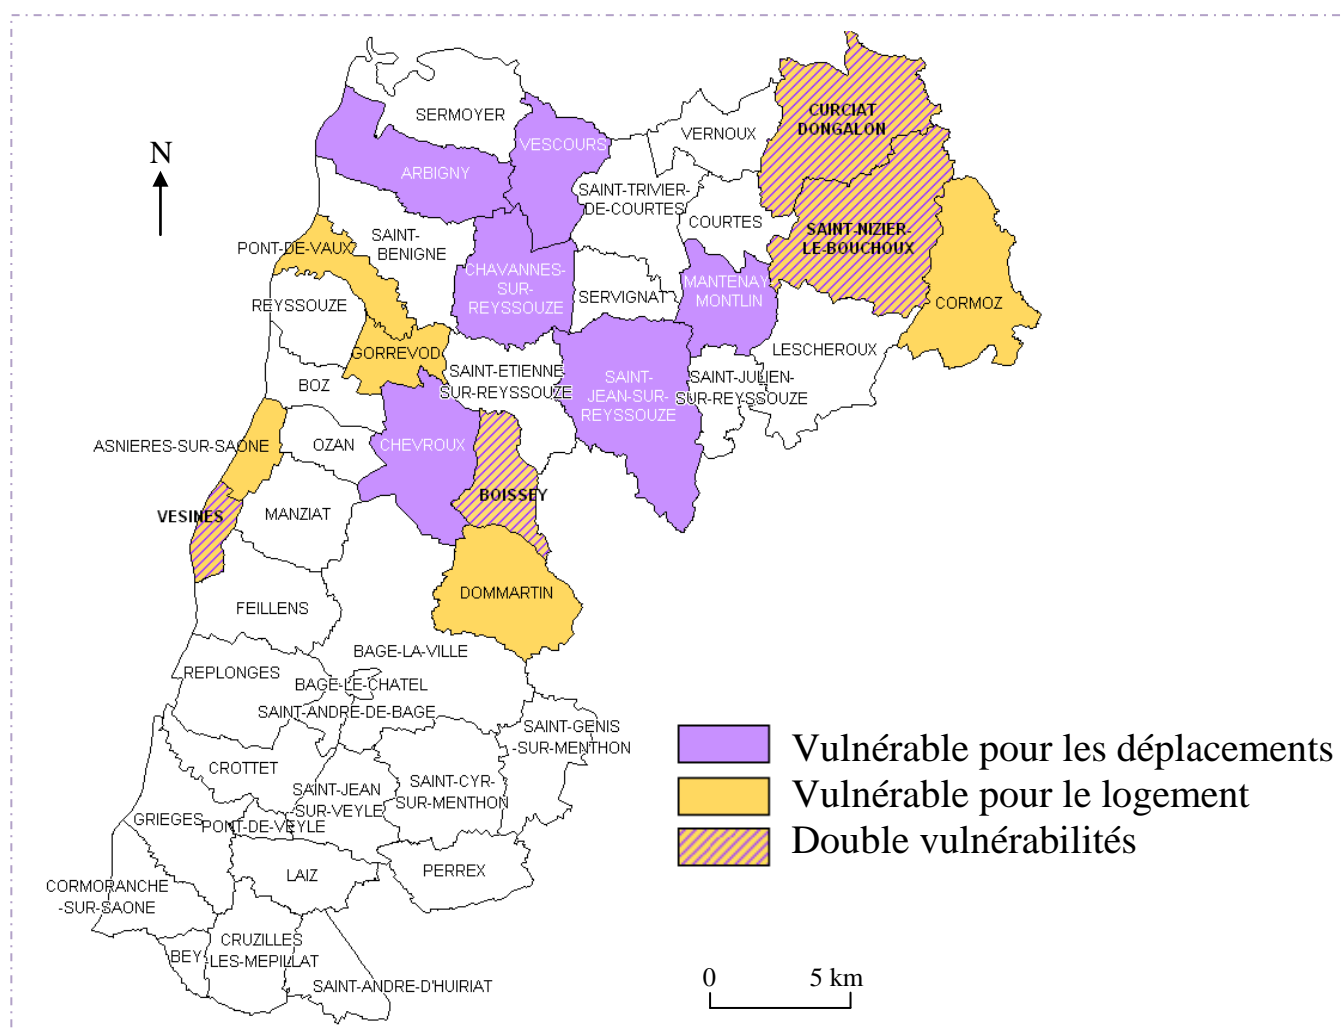 SERMOYER
CURCIAT
DONGALON
VERNOUX
VESCOURS
N
ARBIGNY
SAINT-TRIVIER-
DE-COURTES
COURTES
SAINT-
BENIGNE
SAINT-NIZIER-
LE-BOUCHOUX
PONT-DE-VAUX
CHAVANNES-
SUR-
REYSSOUZE
MANTENAY
MONTLIN
SERVIGNAT
REYSSOUZE
CORMOZ
GORREVOD
LESCHEROUX
SAINT-ETIENNE
SUR-REYSSOUZE
SAINT-
JEAN-SUR-
REYSSOUZE
SAINT-JULIEN-
SUR-REYSSOUZE
BOZ
ASNIERES-SUR-SAONE
OZAN
CHEVROUX
BOISSEY
VESINES
MANZIAT
DOMMARTIN
FEILLENS
BAGE-LA-VILLE
REPLONGES
BAGE-LE-CHATEL
SAINT-ANDRE-DE-BAGE
SAINT-GENIS
-SUR-MENTHON
CROTTET
SAINT-JEAN
-SUR-VEYLE
SAINT-CYR-
SUR-MENTHON
GRIEGES
PONT-DE-VEYLE
LAIZ
PERREX
CORMORANCHE
-SUR-SAONE
CRUZILLES
-LES-MEPILLAT
BEY
SAINT-ANDRE-D'HUIRIAT
Vulnérable pour les déplacements
Vulnérable pour le logement
Double vulnérabilités
0 5 km